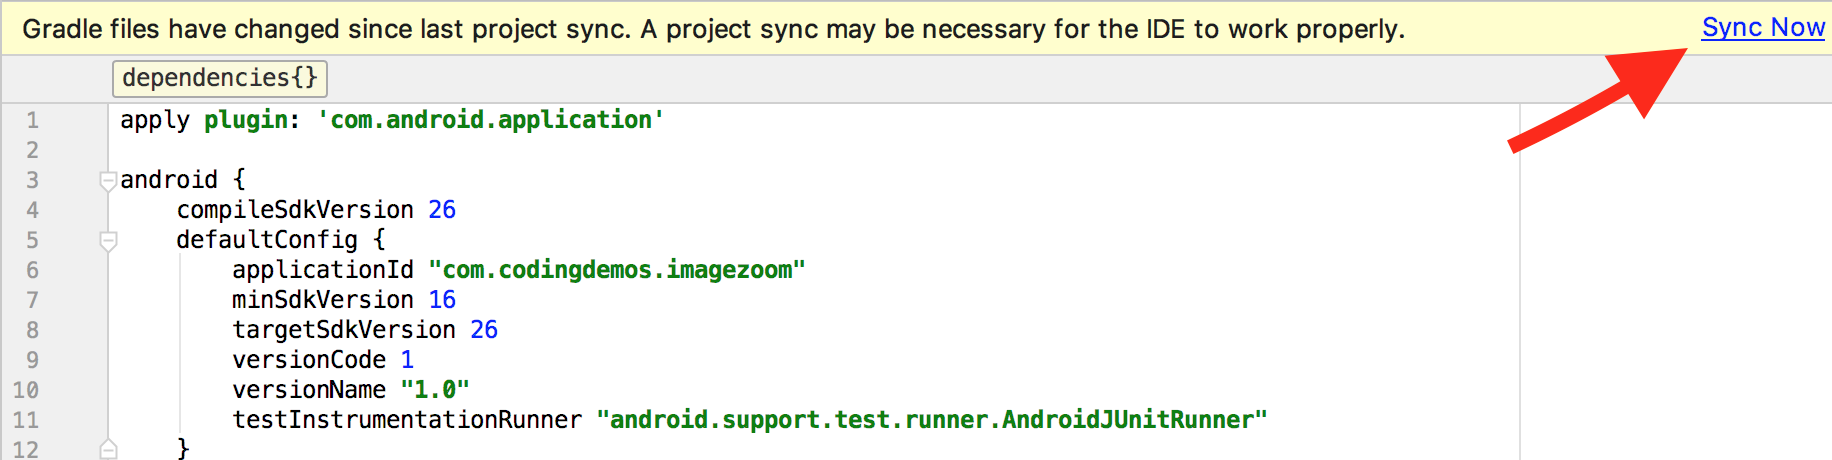 Gradle files have changed since last project sync. A project sync may be necessary for the IDE to work properly. Sync Now
dependencies{}
1 apply plugin: 'com.android.application'
2
3 android {
4 compileSdkVersion 26
5 defaultConfig {
6 applicationId "com.codingdemos.imagezoom"
7 minSdkVersion 16
8 targetSdkVersion 26
9 versionCode 1
10 versionName "1.0"
11 testInstrumentationRunner "android.support.test.runner.AndroidJUnitRunner"
12 }